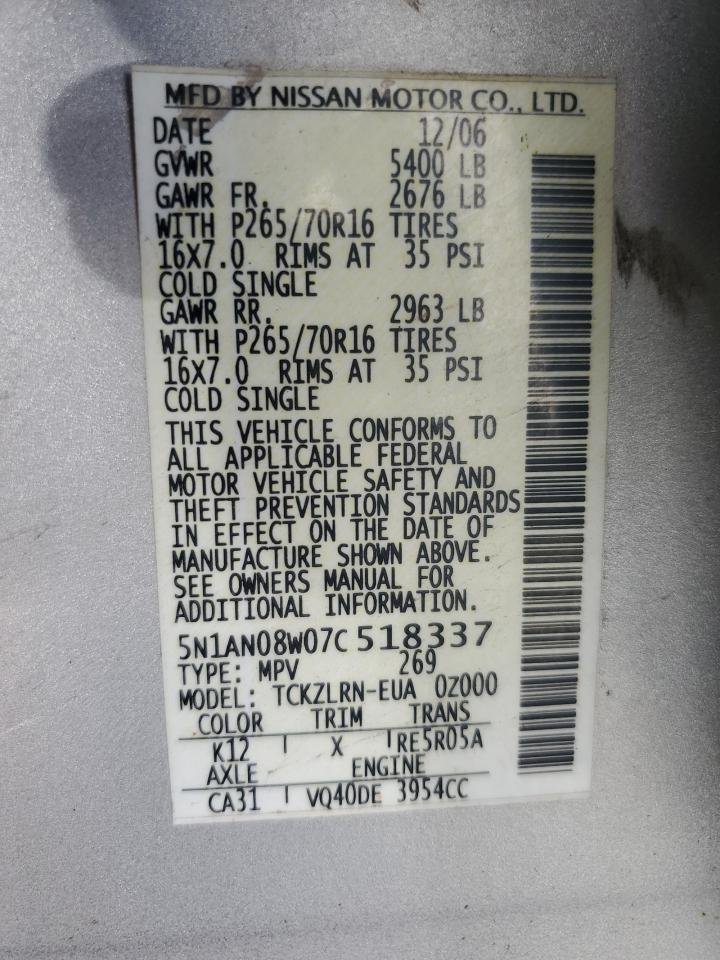 MFD BY NISSAN MOTOR CO., LTD.
DATE 12/06
GVWR 5400 LB
GAWR FR. 2676 LB
WITH P265/70R16 TIRES
16X7.0 RIMS AT 35 PSI
COLD SINGLE
GAWR RR. 2963 LB
WITH P265/70R16 TIRES
16X7.0 RIMS AT 35 PSI
COLD SINGLE
THIS VEHICLE CONFORMS TO
ALL APPLICABLE FEDERAL
MOTOR VEHICLE SAFETY AND
THEFT PREVENTION STANDARDS
IN EFFECT ON THE DATE OF
MANUFACTURE SHOWN ABOVE.
SEE OWNERS MANUAL FOR
ADDITIONAL INFORMATION.
5N1AN08W07C518337
TYPE: MPV 269
MODEL: TCKZLRN-EUA 0Z000
COLOR TRIM TRANS
K12 X RE5R05A
AXLE ENGINE
CA31 VQ40DE 3954CC